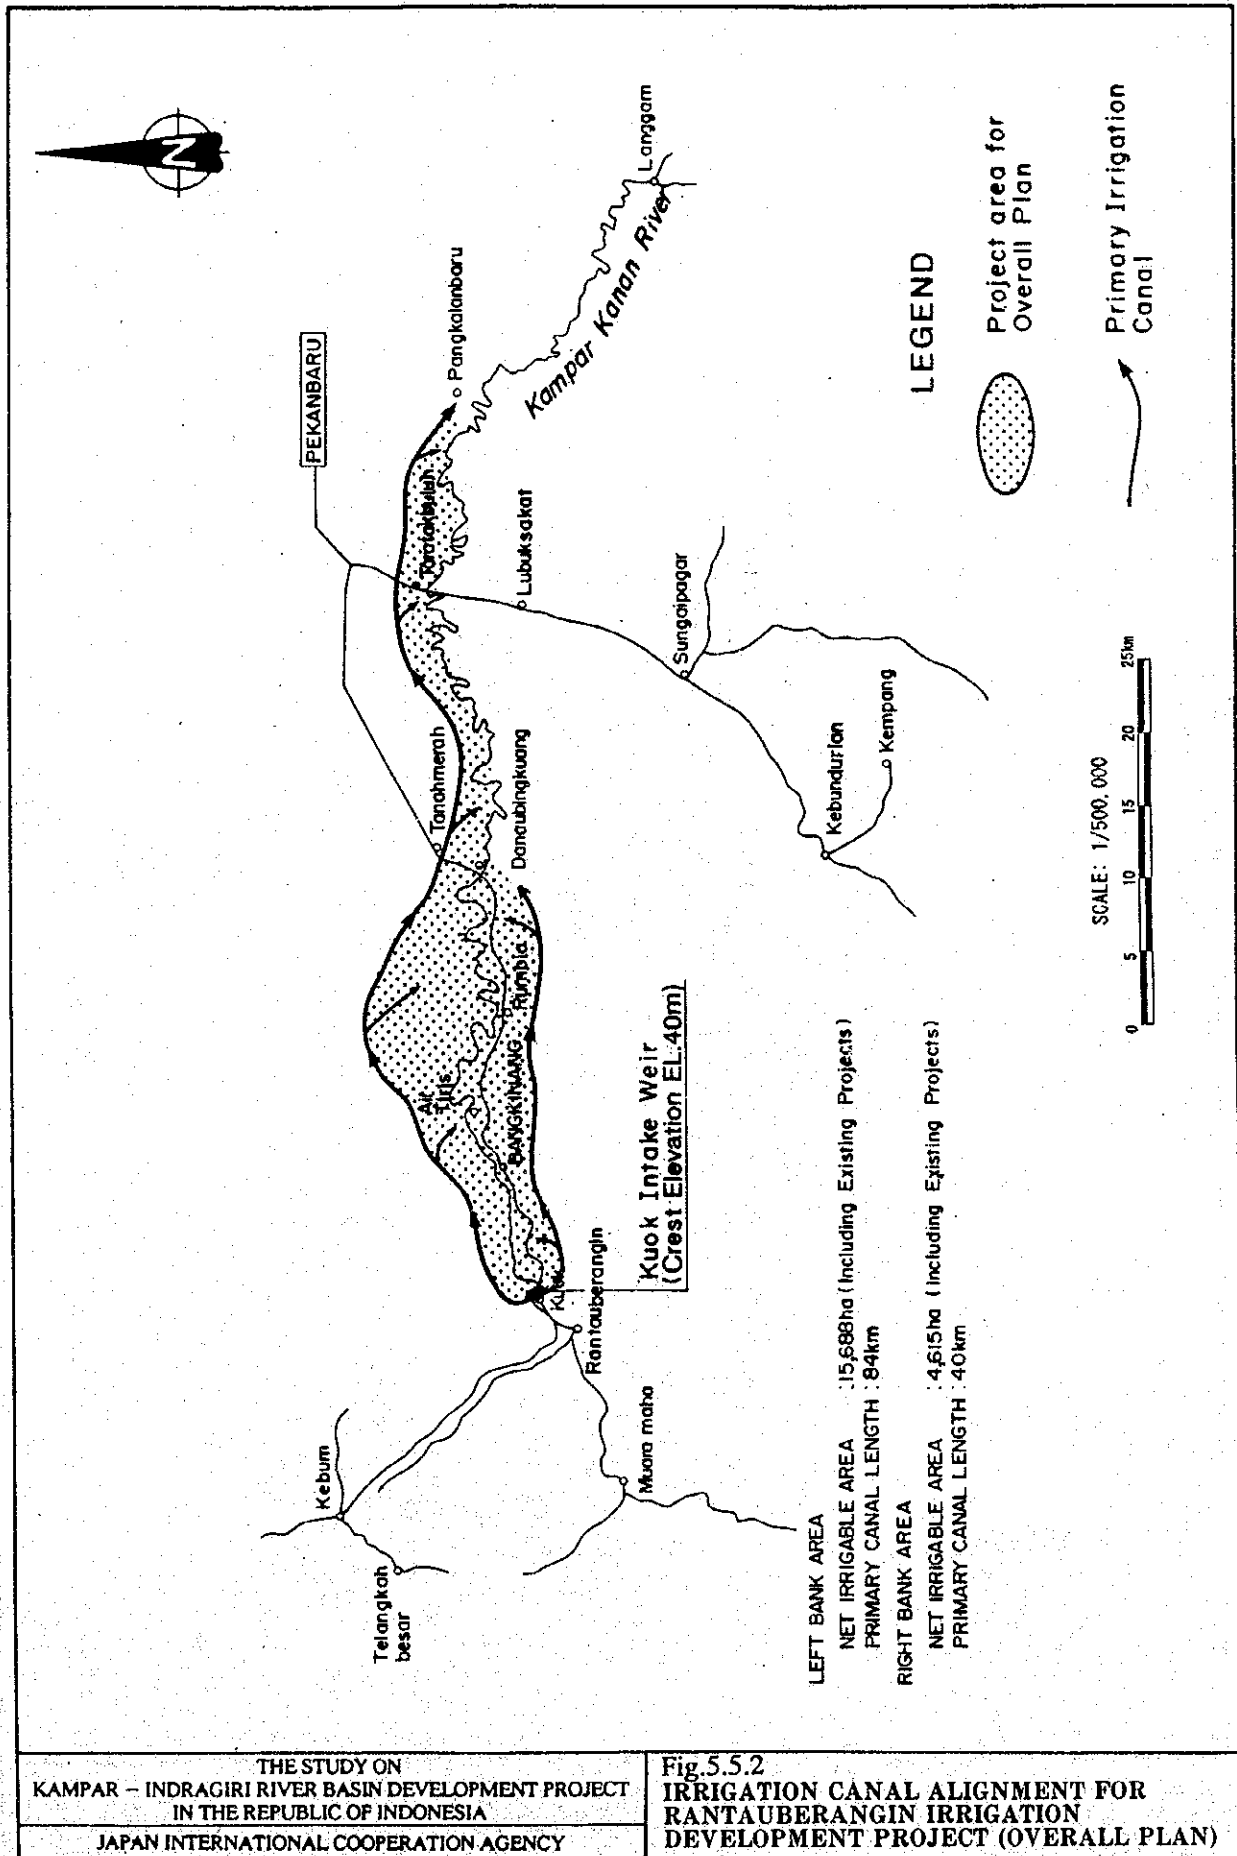 N
PEKANBARU
Langgam
Pangkalanbaru
Kampar Kanan River
Taratakbuluh
Lubuksakat
Tanahmerah
Danaubingkuang
Sungaipagar
Kebundurian
Kempang
Air
Tiris
Rumbia
BANGKINANG
Kuok
Rantauberangin
Kuok Intake Weir
(Crest Elevation EL.40m)
Kebum
Telangkah
besar
Muara maha
LEGEND
Project area for
Overall Plan
Primary Irrigation
Canal
SCALE: 1/500,000
0 5 10 15 20 25km
LEFT BANK AREA
NET IRRIGABLE AREA :15,688ha (Including Existing Projects)
PRIMARY CANAL LENGTH :84km
RIGHT BANK AREA
NET IRRIGABLE AREA :4,615ha (Including Existing Projects)
PRIMARY CANAL LENGTH :40km
THE STUDY ON
KAMPAR – INDRAGIRI RIVER BASIN DEVELOPMENT PROJECT
IN THE REPUBLIC OF INDONESIA
JAPAN INTERNATIONAL COOPERATION AGENCY
Fig.5.5.2
IRRIGATION CANAL ALIGNMENT FOR
RANTAUBERANGIN IRRIGATION
DEVELOPMENT PROJECT (OVERALL PLAN)